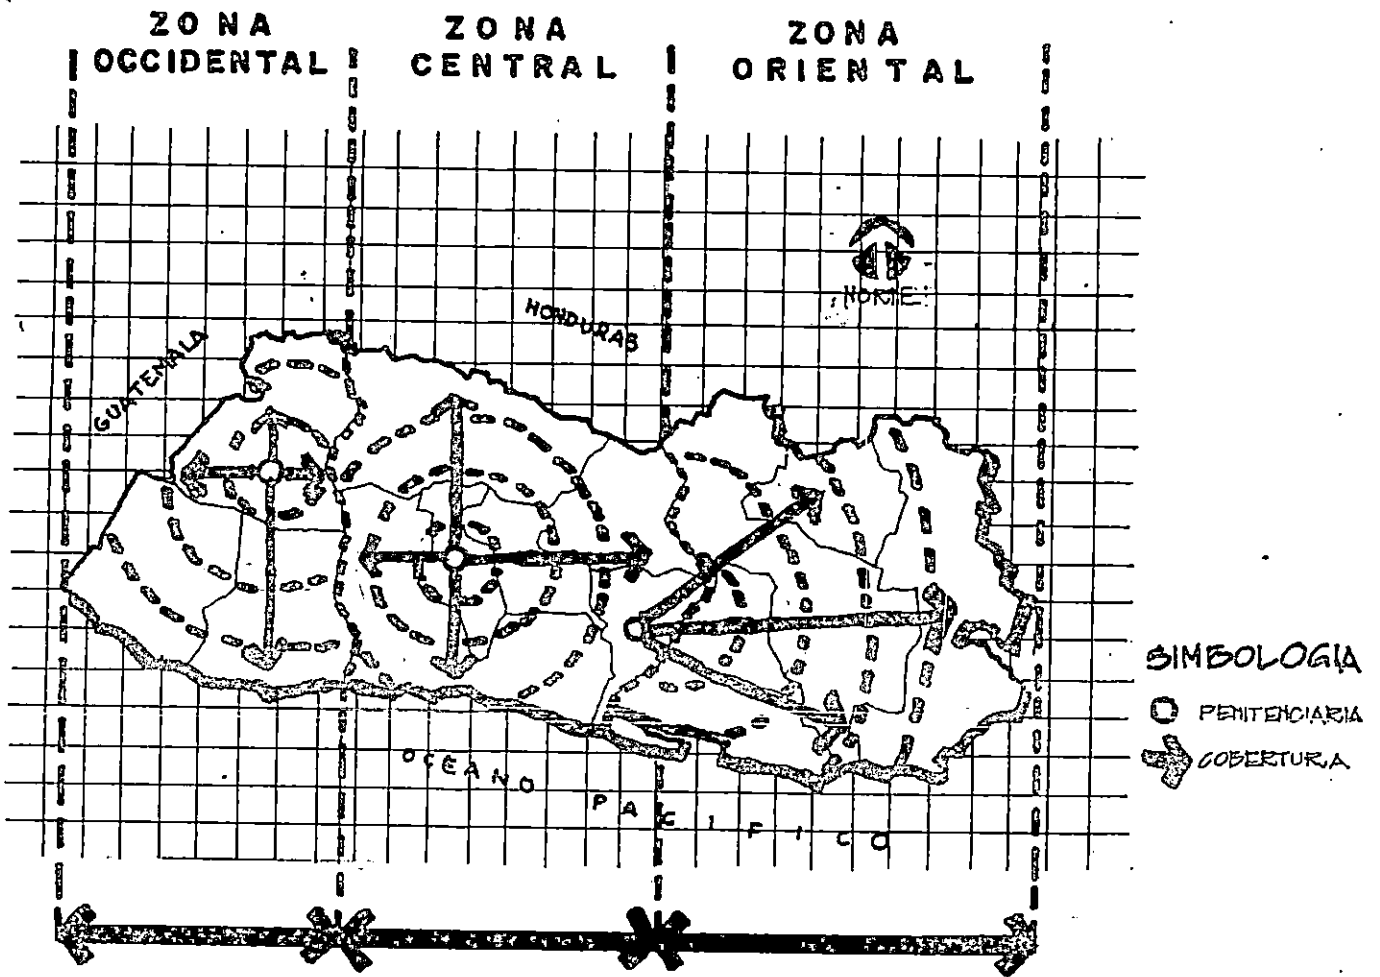 ZONA
OCCIDENTAL
ZONA
CENTRAL
ZONA
ORIENTAL
NORTE
HONDURAS
GUATEMALA
SIMBOLOGIA
PENITENCIARIA
COBERTURA
OCEANO
PACIFICO